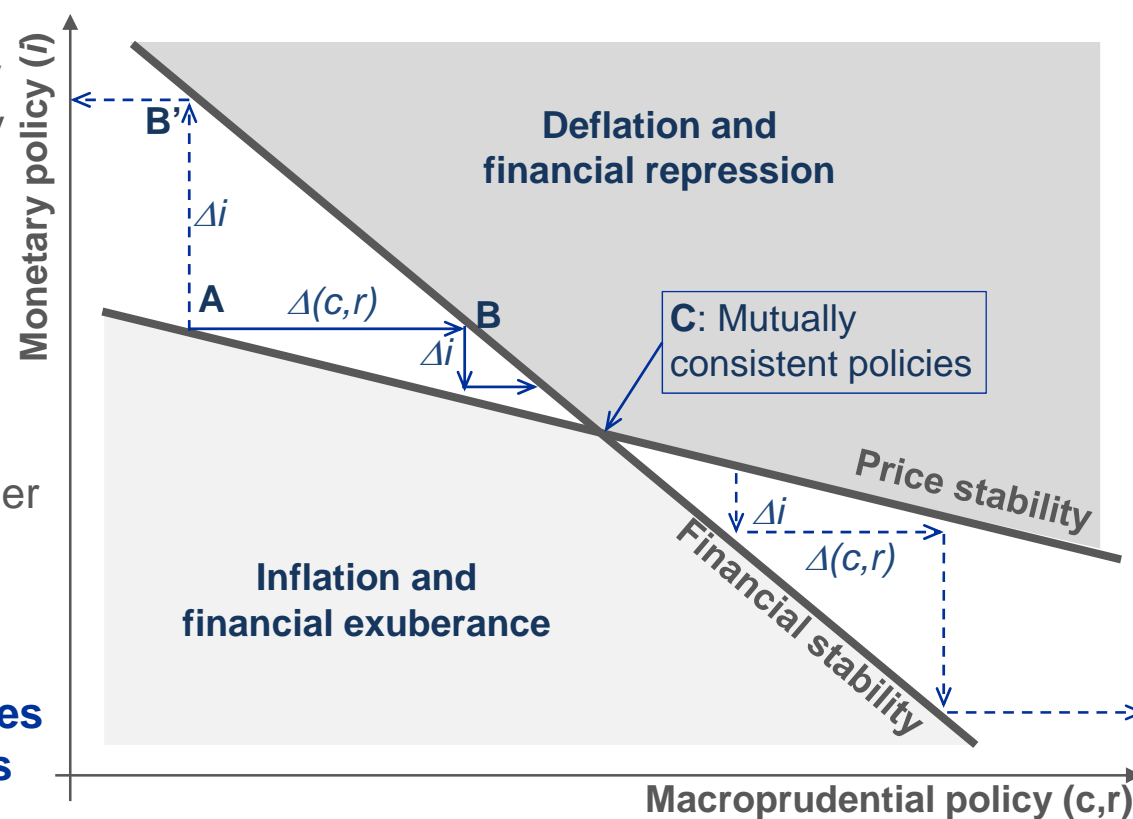 Monetary policy (i)
B’
Δi
A
Δ(c,r)
B
Δi
Deflation and
financial repression
C: Mutually
consistent policies
Price stability
Δi
Δ(c,r)
Financial stability
Inflation and
financial exuberance
Macroprudential policy (c,r)